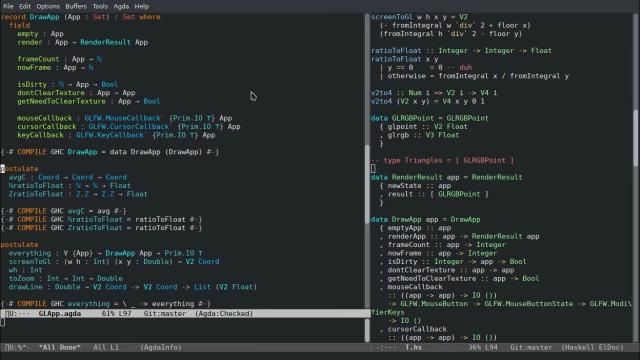 File Edit Options Buffers Tools Agda Help
record DrawApp (App : Set) : Set where
field
empty : App
render : App → RenderResult App
frameCount : App → ℕ
nowFrame : App → ℕ
isDirty : ℕ → App → Bool
dontClearTexture : App → App
getNeedToClearTexture : App → Bool
mouseCallback : GLFW.MouseCallback` {Prim.IO ⊤} App
cursorCallback : GLFW.CursorCallback` {Prim.IO ⊤} App
keyCallback : GLFW.KeyCallback` {Prim.IO ⊤} App
{-# COMPILE GHC DrawApp = data DrawApp (DrawApp) #-}
postulate
avgC : Coord → Coord → Coord
ℕratioToFloat : ℕ → ℕ → Float
ZratioToFloat : Z.Z → Z.Z → Float
{-# COMPILE GHC avgC = avg #-}
{-# COMPILE GHC ℕratioToFloat = ratioToFloat #-}
{-# COMPILE GHC ZratioToFloat = ratioToFloat #-}
postulate
everything : ∀ {App} → DrawApp App → Prim.IO ⊤
screenToGl : (w h : Int) (x y : Double) → V2 Coord
wh : Int
toZoom : Int → Int → Double
drawLine : Double → V2 Coord → V2 Coord → List (V2 Float)
{-# COMPILE GHC everything = \ _ -> everything #-}
U:--- GLApp.agda 61% L97 Git:master (Agda:Checked)
U:%*- *All Done* All L1 (AgdaInfo)
screenToGl w h x y = V2
(- fromIntegral w `div` 2 + floor x)
(fromIntegral h `div` 2 - floor y)
ratioToFloat :: Integer -> Integer -> Float
ratioToFloat x y
| y == 0 = 0 -- duh
| otherwise = fromIntegral x / fromIntegral y
v2to4 :: Num i => V2 i -> V4 i
v2to4 (V2 x y) = V4 x y 0 1
data GLRGBPoint = GLRGBPoint
{ glpoint :: V2 Float
, glrgb :: V3 Float
}
-- type Triangles = [ GLRGBPoint ]
data RenderResult app = RenderResult
{ newState :: app
, result :: [ GLRGBPoint ]
}
data DrawApp app = DrawApp
{ emptyApp :: app
, renderApp :: app -> RenderResult app
, frameCount :: app -> Integer
, nowFrame :: app -> Integer
, isDirty :: Integer -> app -> Bool
, dontClearTexture :: app -> app
, getNeedToClearTexture :: app -> Bool
, mouseCallback
:: ((app -> app) -> IO ())
-> GLFW.MouseButton -> GLFW.MouseButtonState -> GLFW.Modi
fierKeys
-> IO ()
, cursorCallback
:: ((app -> app) -> IO ())
U:--- T.hs 36% L94 Git:master (Haskell ElDoc)